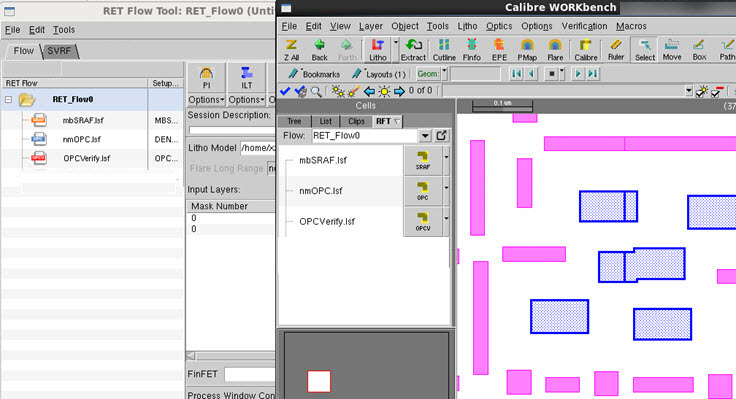 RET Flow Tool: RET_Flow0 (Unti
File Edit Tools
Flow SVRF
RET Flow Setup...
RET_Flow0
mbSRAF.lsf MBS...
nmOPC.lsf DEN...
OPCVerify.lsf OPC...
PI ILT
Options Options O
Session Description:
Litho Model /home/x
Flare Long Range
Input Layers:
Mask Number
0
0
FinFET
Process Window Con
Calibre WORKbench
File Edit View Layer Object Tools Litho Optics Options Verification Macros
Z All Back Forth Litho Extract Cutline FInfo EPE PMap Flare Calibre Ruler Select Move Box Path
Bookmarks Layouts (1) Geom:
0 of 0
Cells
Tree List Clips RFT
Flow: RET_Flow0
mbSRAF.lsf SRAF
nmOPC.lsf OPC
OPCVerify.lsf OPCV
0.1 um
(37